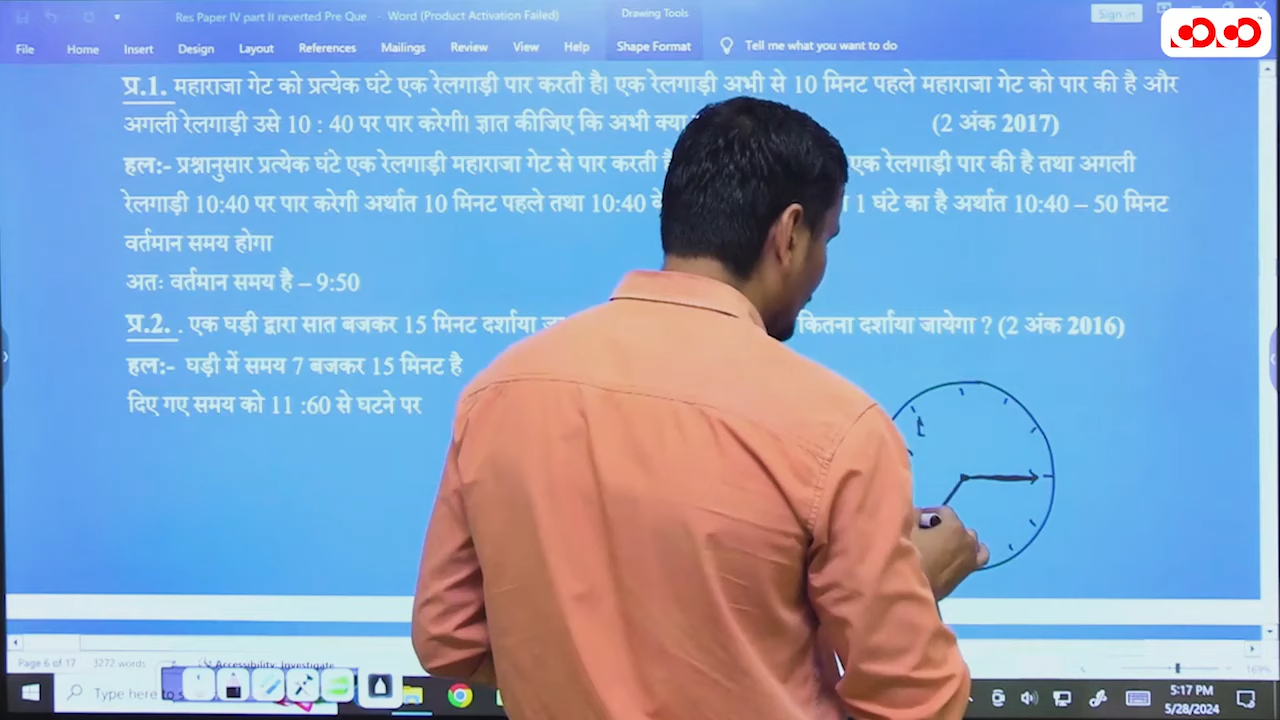 Res Paper IV part II reverted Pre Que - Word (Product Activation Failed) Drawing Tools Sign in
File Home Insert Design Layout References Mailings Review View Help Shape Format Tell me what you want to do
प्र.1. महाराजा गेट को प्रत्येक घंटे एक रेलगाड़ी पार करती है। एक रेलगाड़ी अभी से 10 मिनट पहले महाराजा गेट को पार की है और
अगली रेलगाड़ी उसे 10 : 40 पर पार करेगी। ज्ञात कीजिए कि अभी क्या (2 अंक 2017)
हल:- प्रश्नानुसार प्रत्येक घंटे एक रेलगाड़ी महाराजा गेट से पार करती एक रेलगाड़ी पार की है तथा अगली
रेलगाड़ी 10:40 पर पार करेगी अर्थात 10 मिनट पहले तथा 10:40 1 घंटे का है अर्थात 10:40 – 50 मिनट
वर्तमान समय होगा
अतः वर्तमान समय है – 9:50
प्र.2. . एक घड़ी द्वारा सात बजकर 15 मिनट दर्शाया कितना दर्शाया जायेगा ? (2 अंक 2016)
हल:- घड़ी में समय 7 बजकर 15 मिनट है
दिए गए समय को 11 :60 से घटने पर
Page 6 of 17 3272 words Accessibility: Investigate 169%
Type here to 5:17 PM
5/28/2024